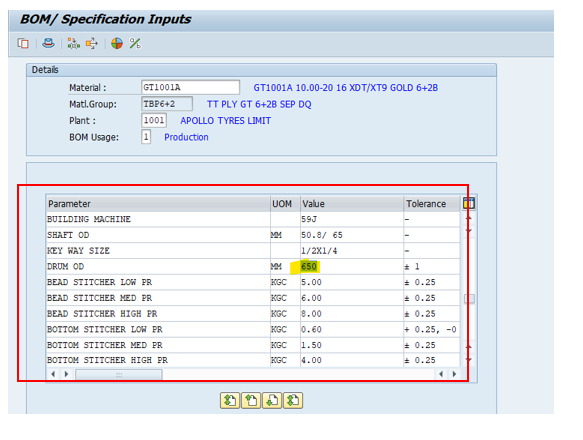 BOM/ Specification Inputs
Details
Material : GT1001A GT1001A 10.00-20 16 XDT/XT9 GOLD 6+2B
Matl.Group: TBP6+2 TT PLY GT 6+2B SEP DQ
Plant : 1001 APOLLO TYRES LIMIT
BOM Usage: 1 Production
Parameter UOM Value Tolerance
BUILDING MACHINE 59J -
SHAFT OD MM 50.8/ 65 -
KEY WAY SIZE 1/2X1/4 -
DRUM OD MM 650 ± 1
BEAD STITCHER LOW PR KGC 5.00 ± 0.25
BEAD STITCHER MED PR KGC 6.00 ± 0.25
BEAD STITCHER HIGH PR KGC 8.00 ± 0.25
BOTTOM STITCHER LOW PR KGC 0.60 + 0.25, -0
BOTTOM STITCHER MED PR KGC 1.50 ± 0.25
BOTTOM STITCHER HIGH PR KGC 4.00 ± 0.25